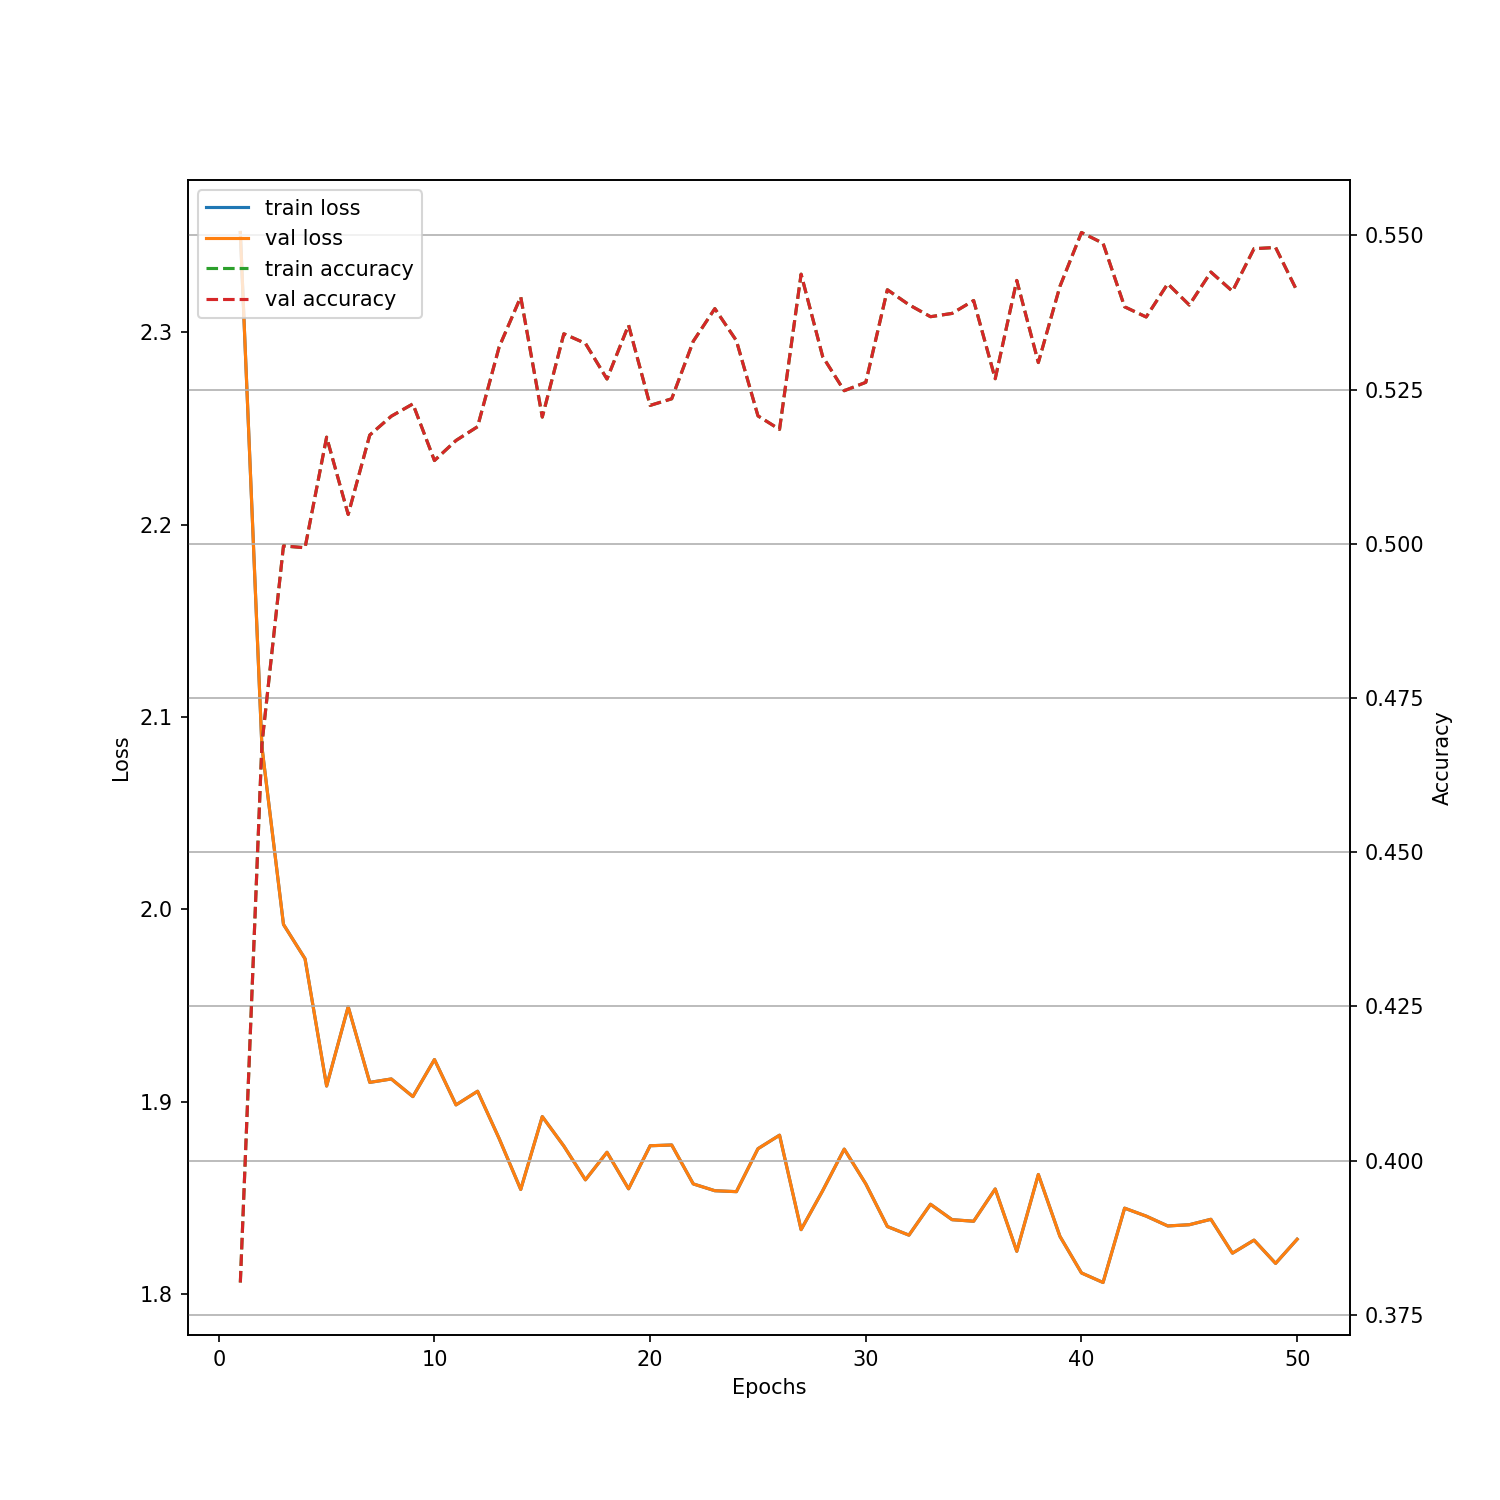 train loss
val loss
train accuracy
val accuracy
2.3
2.2
2.1
2.0
1.9
1.8
Loss
0.550
0.525
0.500
0.475
0.450
0.425
0.400
0.375
Accuracy
0 10 20 30 40 50
Epochs